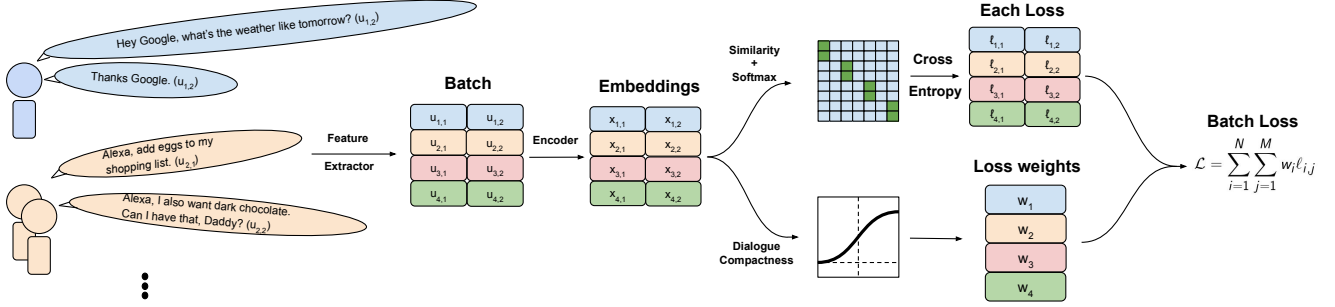 Hey Google, what's the weather like tomorrow? (u1,2)
Thanks Google. (u1,2)
Alexa, add eggs to my
shopping list. (u2,1)
Alexa, I also want dark chocolate.
Can I have that, Daddy? (u2,2)
Feature
Extractor
Batch
u1,1 u1,2
u2,1 u2,2
u3,1 u3,2
u4,1 u4,2
Encoder
Embeddings
x1,1 x1,2
x2,1 x2,2
x3,1 x3,2
x4,1 x4,2
Similarity
+
Softmax
Dialogue
Compactness
Cross
Entropy
Each Loss
ℓ1,1 ℓ1,2
ℓ2,1 ℓ2,2
ℓ3,1 ℓ3,2
ℓ4,1 ℓ4,2
Loss weights
w1
w2
w3
w4
Batch Loss
ℒ = ∑_{i=1}^{N} ∑_{j=1}^{M} w_i ℓ_{i,j}